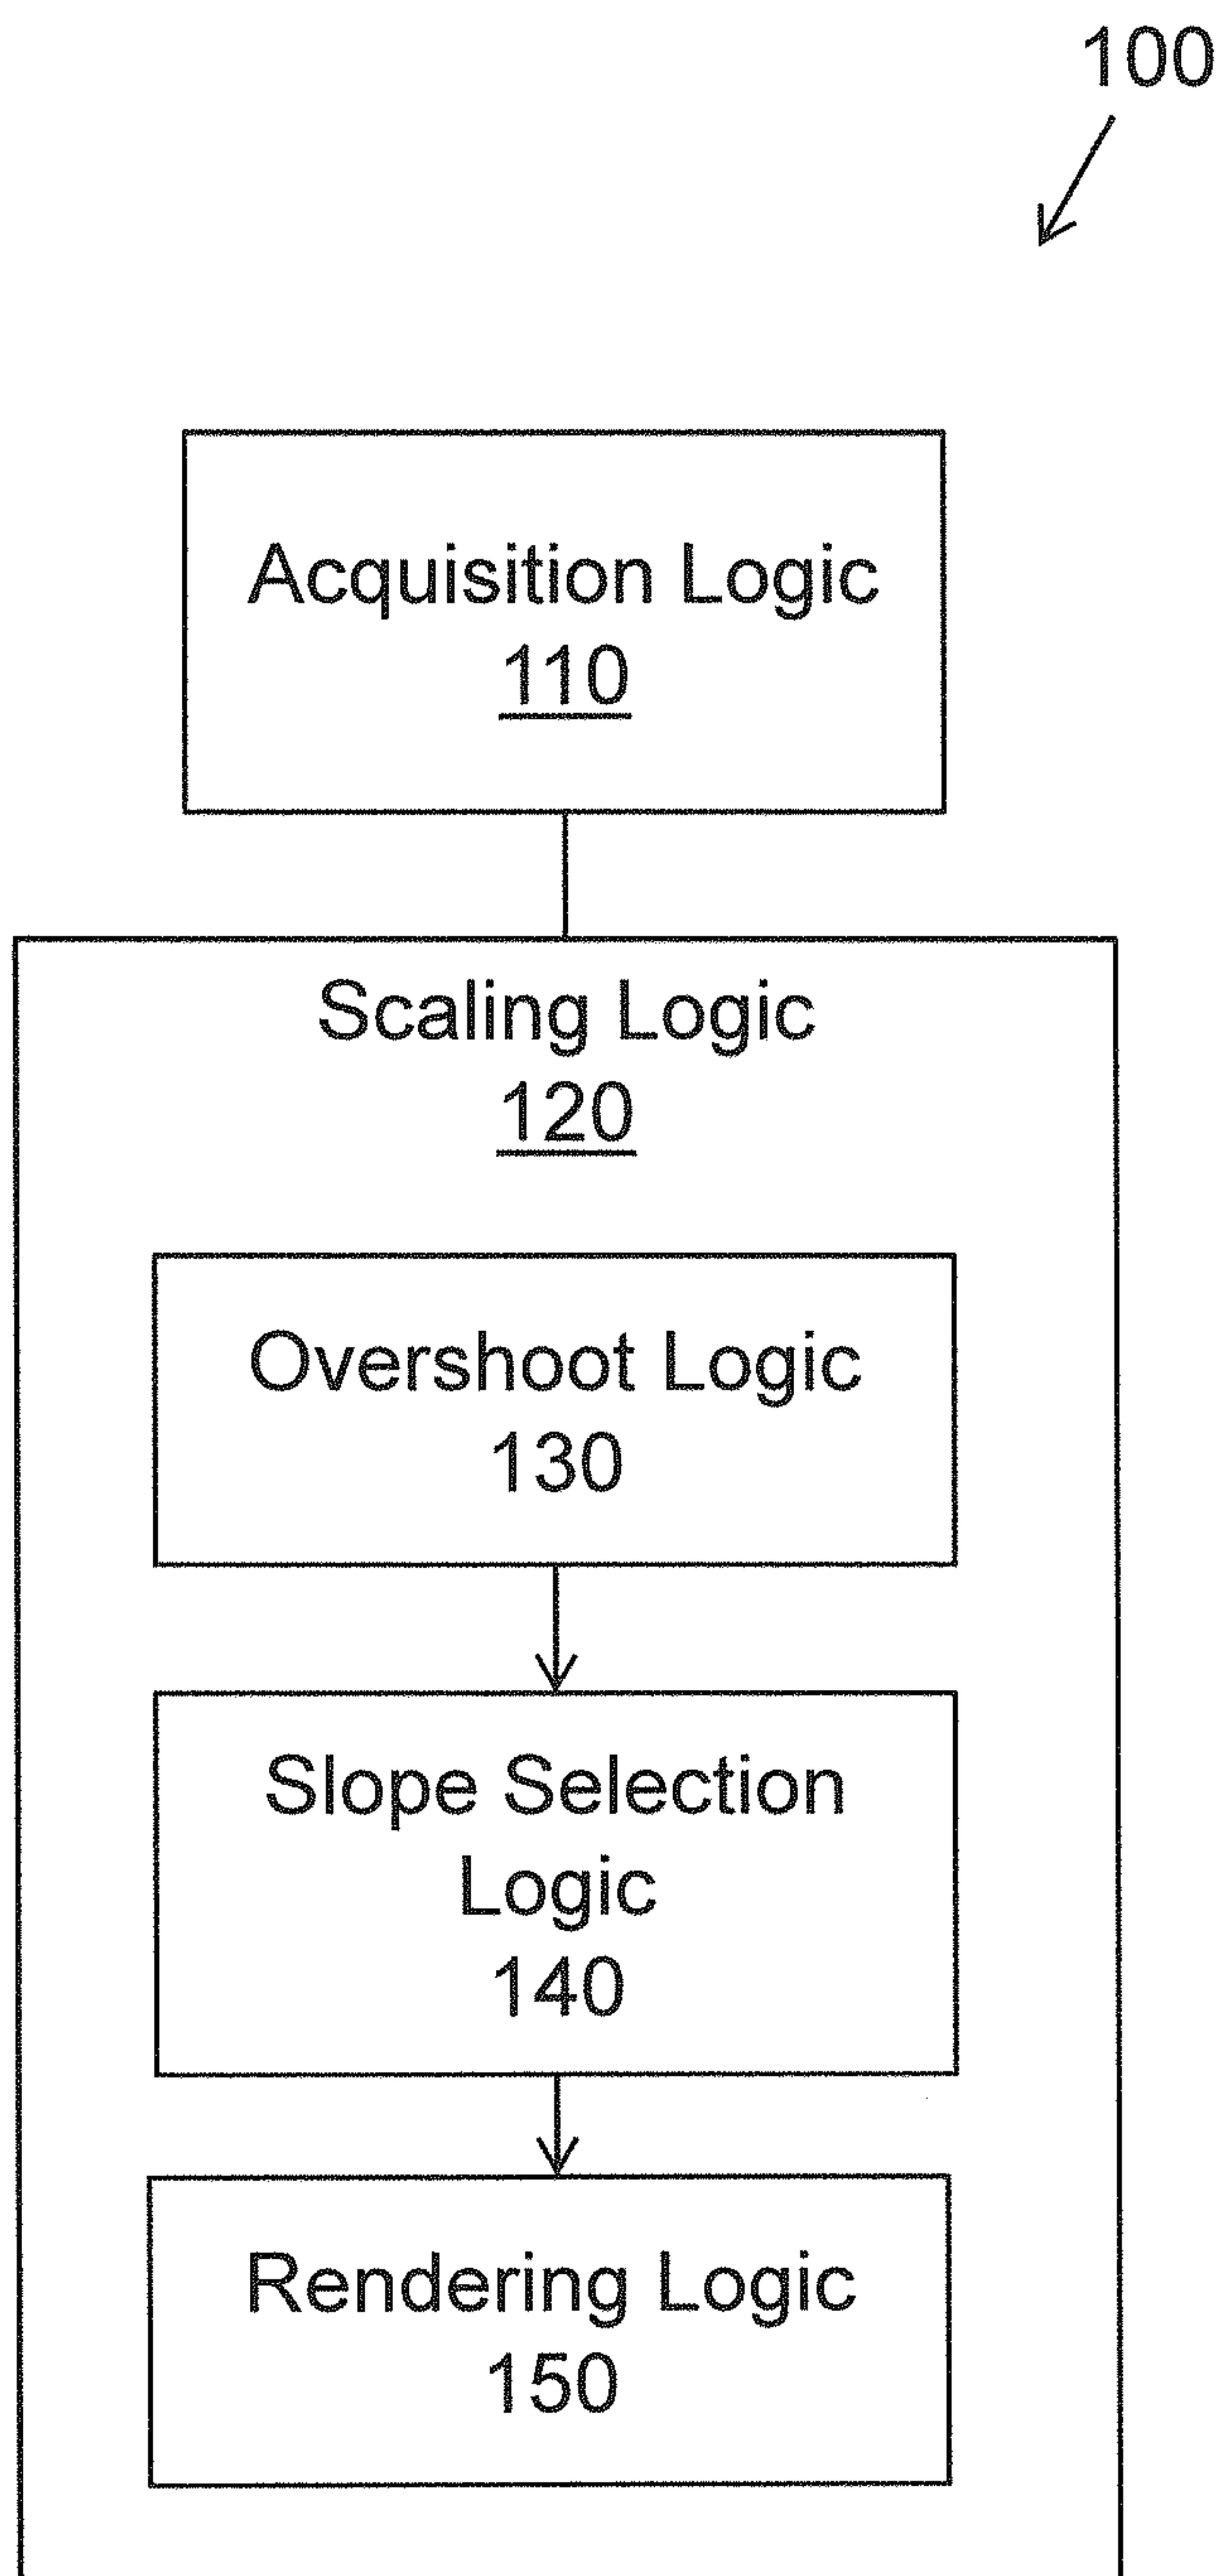 100
Acquisition Logic
110
Scaling Logic
120
Overshoot Logic
130
Slope Selection
Logic
140
Rendering Logic
150